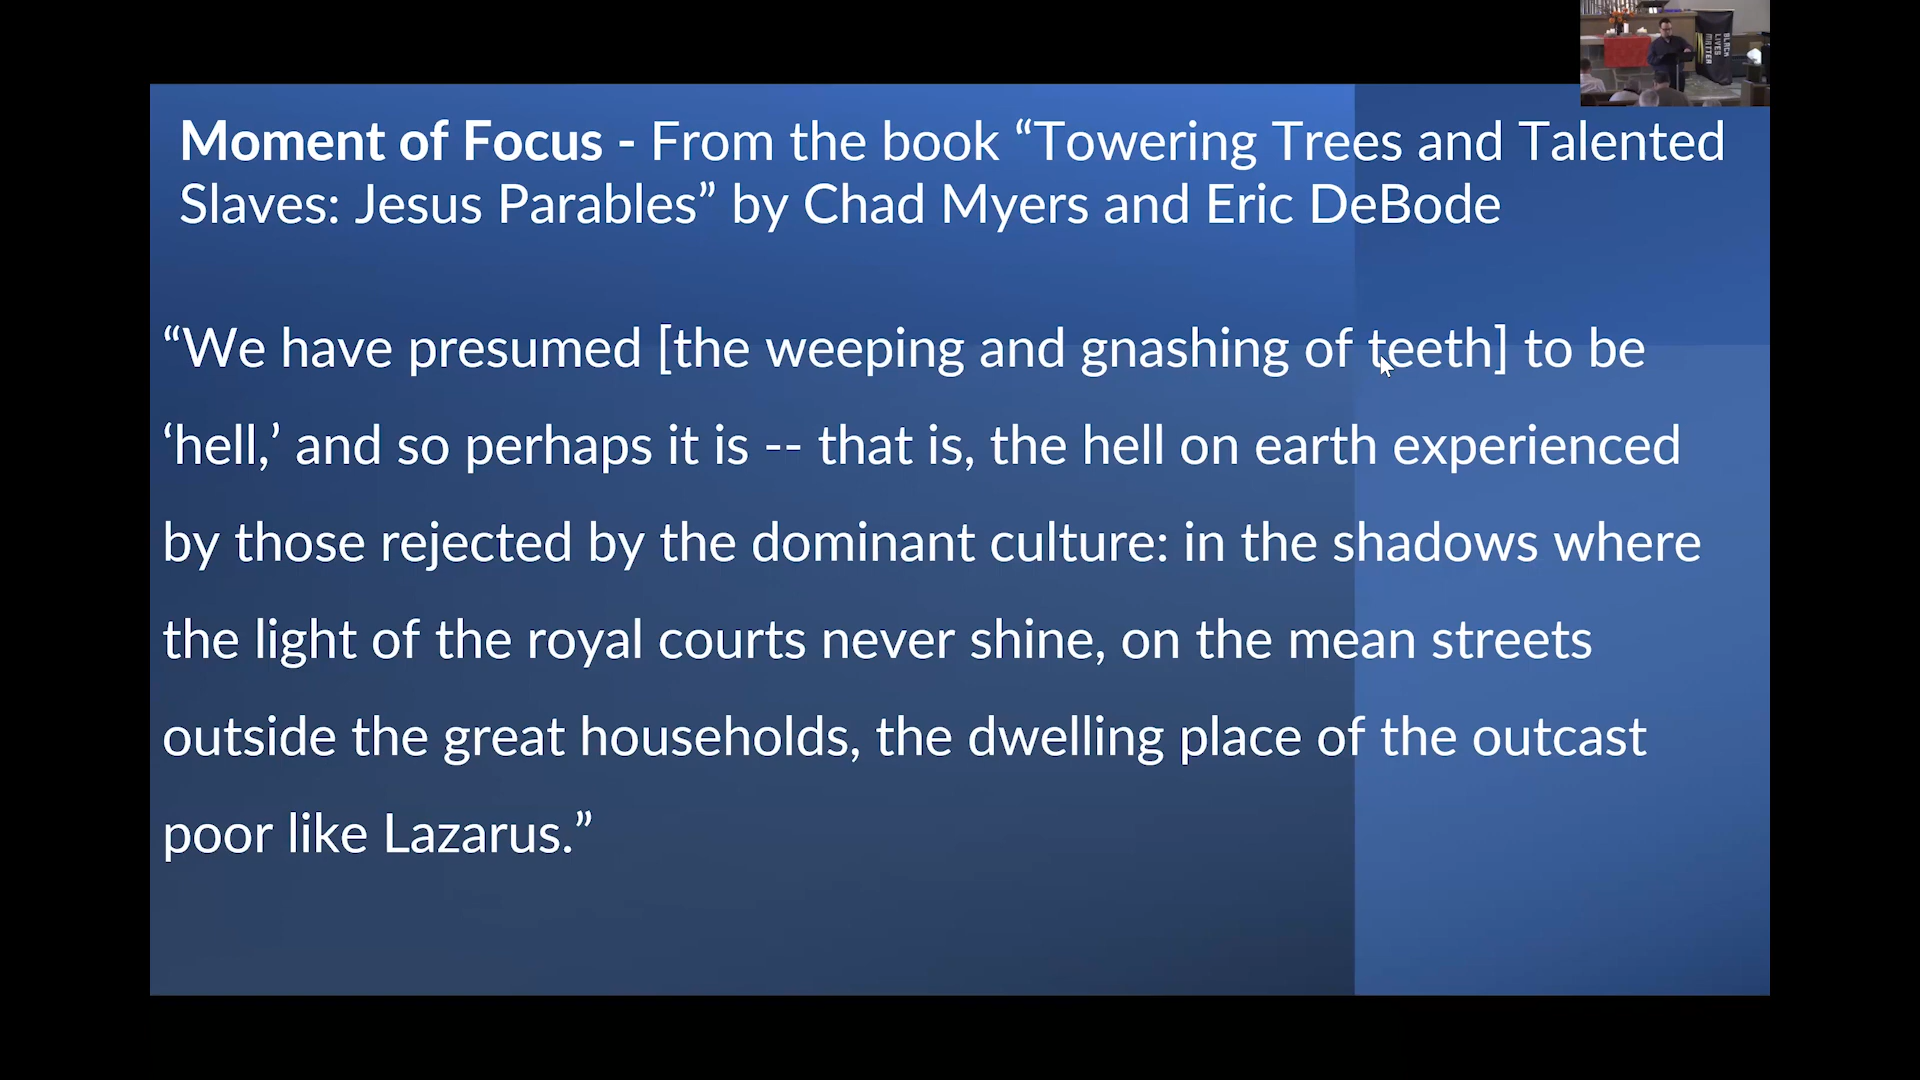 Moment of Focus - From the book “Towering Trees and Talented
Slaves: Jesus Parables” by Chad Myers and Eric DeBode
“We have presumed [the weeping and gnashing of teeth] to be
‘hell,’ and so perhaps it is -- that is, the hell on earth experienced
by those rejected by the dominant culture: in the shadows where
the light of the royal courts never shine, on the mean streets
outside the great households, the dwelling place of the outcast
poor like Lazarus.”
BLACK
LIVES
MATTER